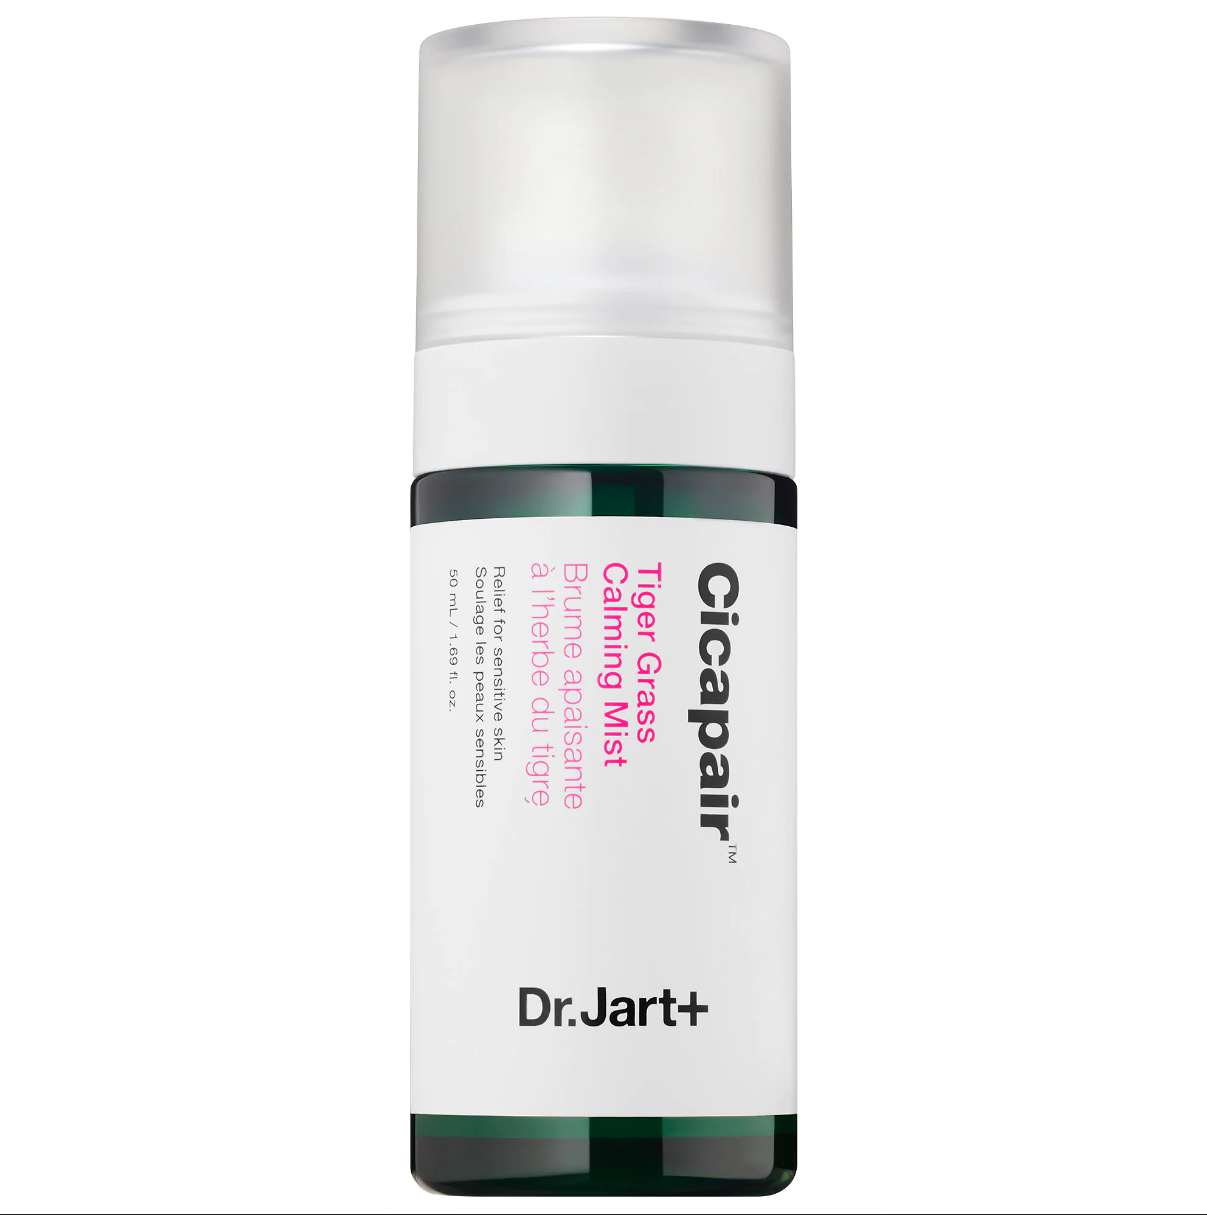 Cicapair™
Tiger Grass
Calming Mist
Brume apaisante
à l'herbe du tigre
Relief for sensitive skin
Soulage les peaux sensibles
50 mL / 1.69 fl. oz.
Dr.Jart+